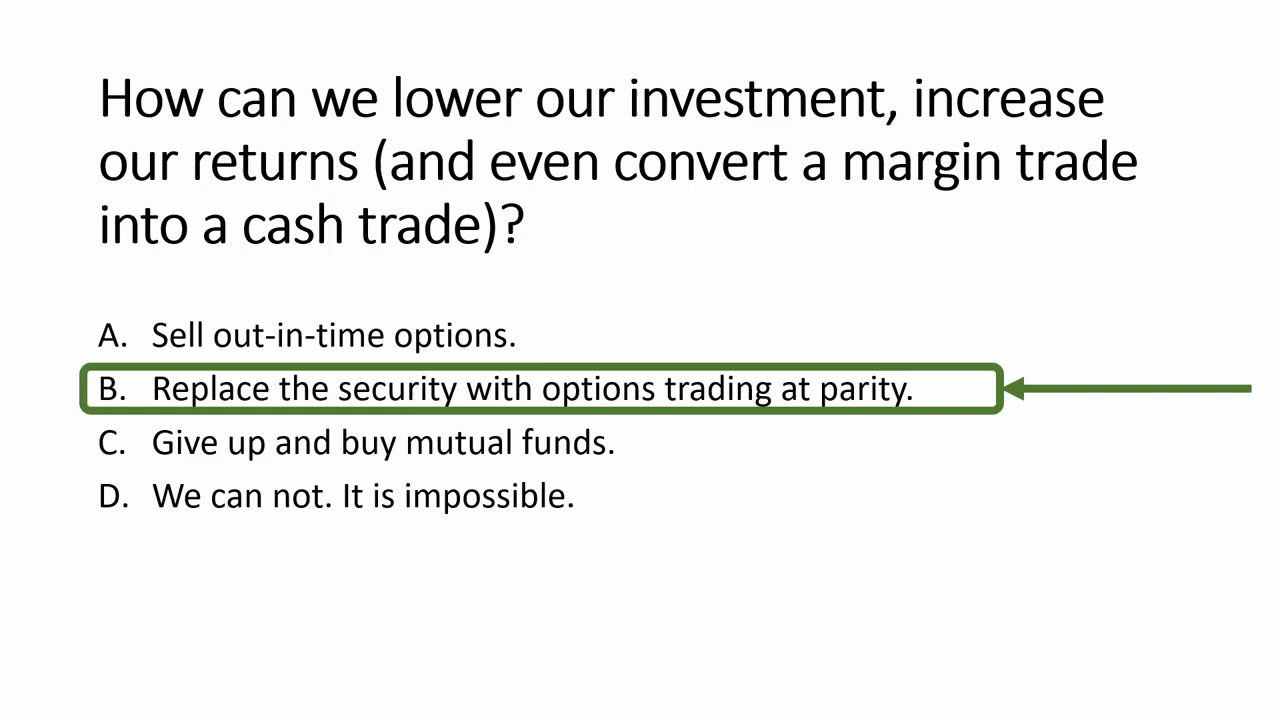 How can we lower our investment, increase
our returns (and even convert a margin trade
into a cash trade)?
A. Sell out-in-time options.
B. Replace the security with options trading at parity.
C. Give up and buy mutual funds.
D. We can not. It is impossible.